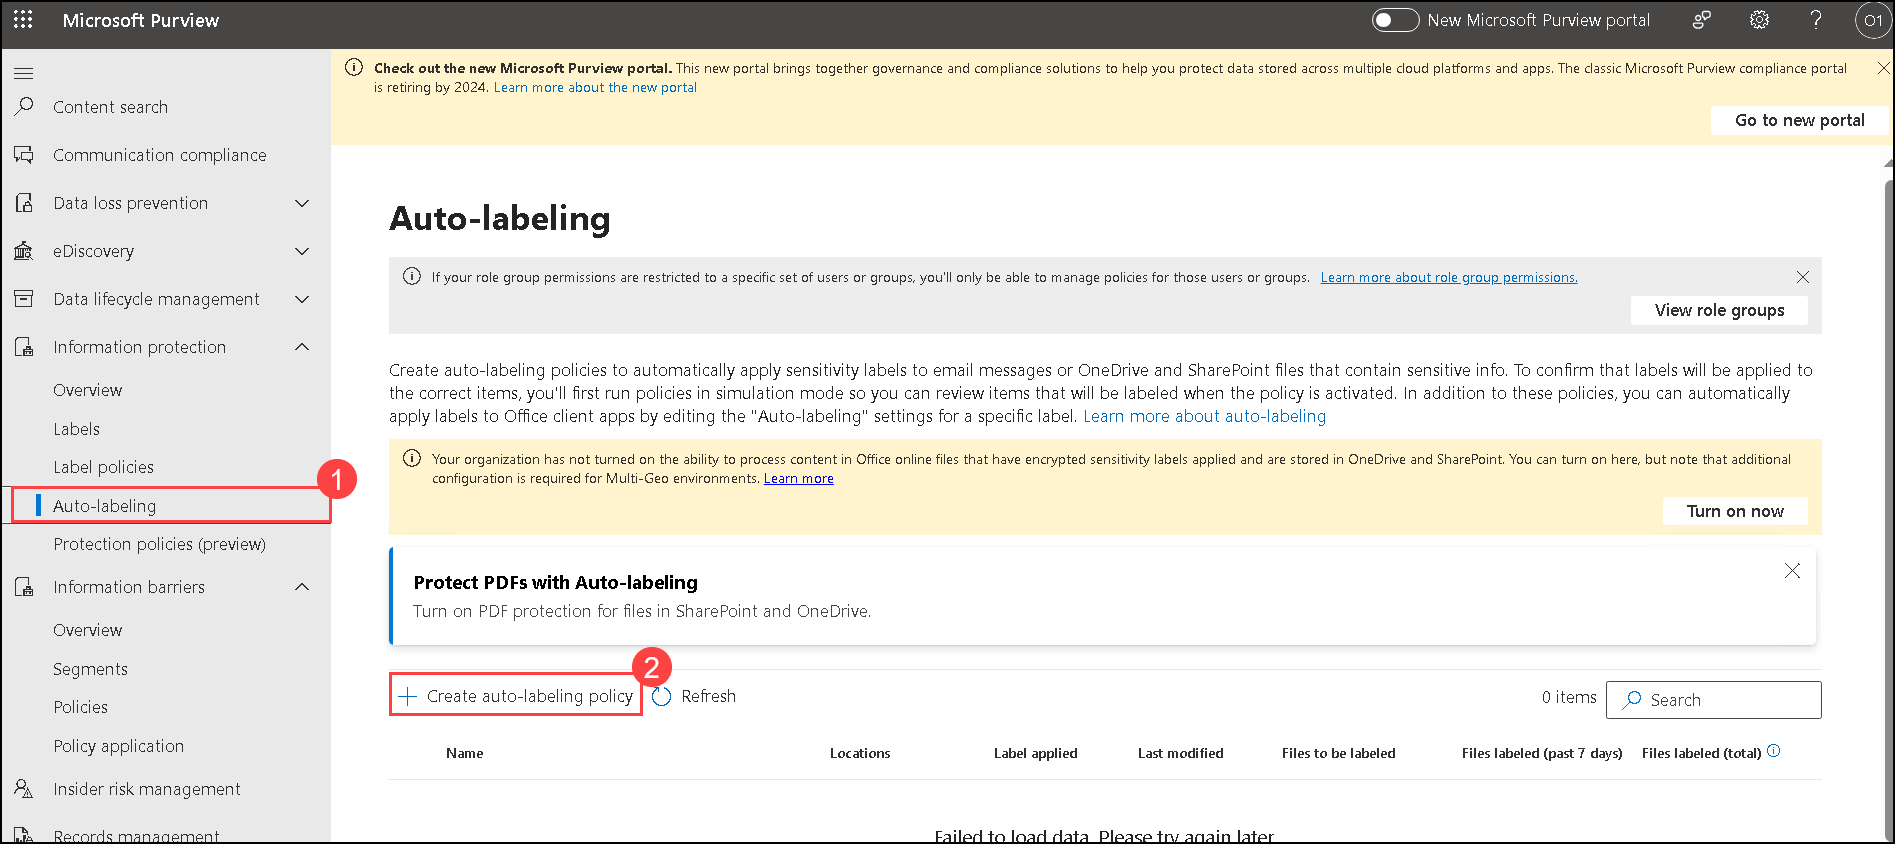 Microsoft Purview
New Microsoft Purview portal
?
O1
Check out the new Microsoft Purview portal. This new portal brings together governance and compliance solutions to help you protect data stored across multiple cloud platforms and apps. The classic Microsoft Purview compliance portal
is retiring by 2024. Learn more about the new portal
Go to new portal
Content search
Communication compliance
Data loss prevention
eDiscovery
Data lifecycle management
Information protection
Overview
Labels
Label policies
1
Auto-labeling
Protection policies (preview)
Information barriers
Overview
Segments
Policies
Policy application
Insider risk management
Records management
Auto-labeling
If your role group permissions are restricted to a specific set of users or groups, you'll only be able to manage policies for those users or groups. Learn more about role group permissions.
View role groups
Create auto-labeling policies to automatically apply sensitivity labels to email messages or OneDrive and SharePoint files that contain sensitive info. To confirm that labels will be applied to
the correct items, you'll first run policies in simulation mode so you can review items that will be labeled when the policy is activated. In addition to these policies, you can automatically
apply labels to Office client apps by editing the "Auto-labeling" settings for a specific label. Learn more about auto-labeling
Your organization has not turned on the ability to process content in Office online files that have encrypted sensitivity labels applied and are stored in OneDrive and SharePoint. You can turn on here, but note that additional
configuration is required for Multi-Geo environments. Learn more
Turn on now
Protect PDFs with Auto-labeling
Turn on PDF protection for files in SharePoint and OneDrive.
2
Create auto-labeling policy Refresh 0 items Search
Name Locations Label applied Last modified Files to be labeled Files labeled (past 7 days) Files labeled (total)
Failed to load data. Please try again later